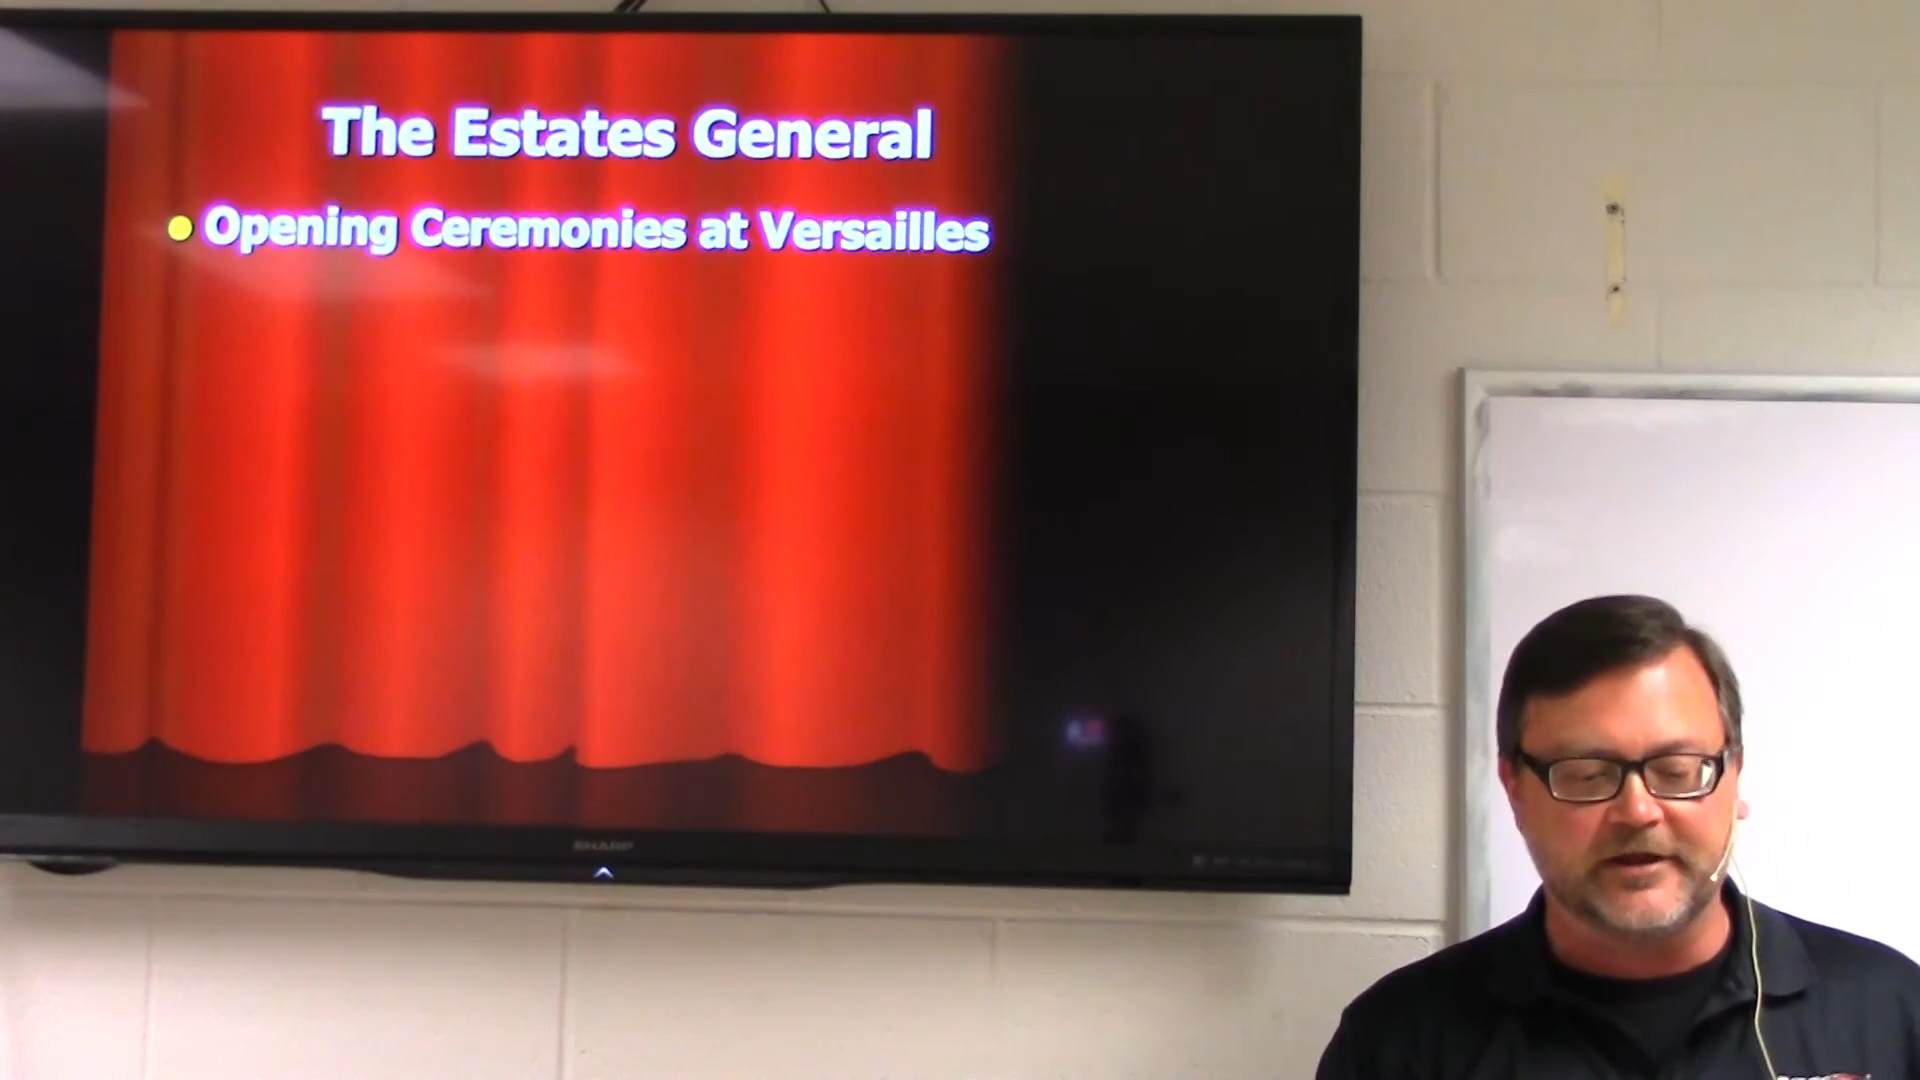 The Estates General
Opening Ceremonies at Versailles
SHARP